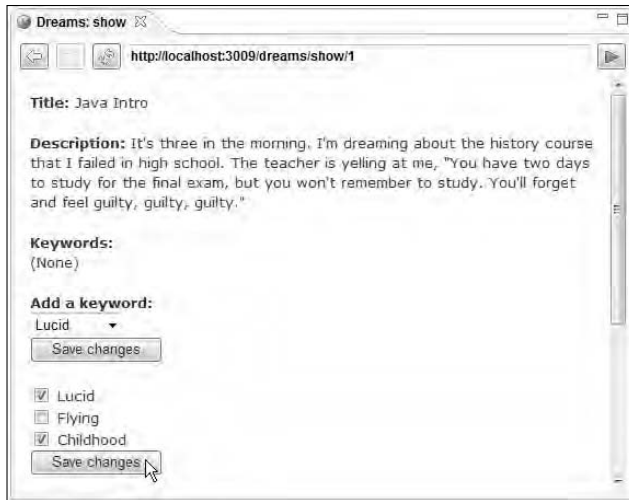 Dreams: show
http://localhost:3009/dreams/show/1
Title: Java Intro
Description: It's three in the morning. I'm dreaming about the history course
that I failed in high school. The teacher is yelling at me, "You have two days
to study for the final exam, but you won't remember to study. You'll forget
and feel guilty, guilty, guilty."
Keywords:
(None)
Add a keyword:
Lucid
Save changes
Lucid
Flying
Childhood
Save changes